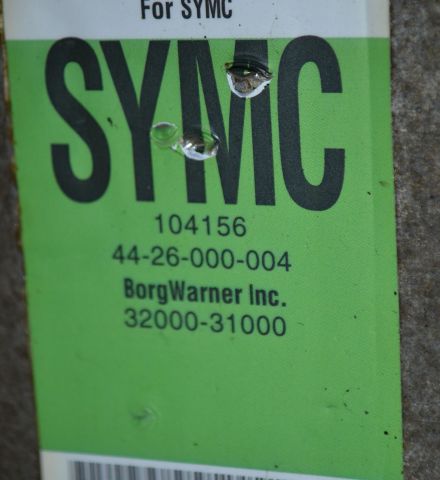 For SYMC
SYMC
104156
44-26-000-004
BorgWarner Inc.
32000-31000